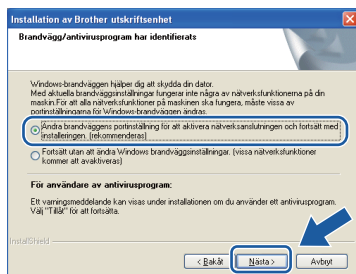 Installation av Brother utskriftsenhet
Brandvägg/antivirusprogram har identifierats
Windows-brandväggen hjälper dig att skydda din dator.
Med aktuella brandväggsinställningar fungerar inte några av nätverksfunktionerna på din
maskin.För att alla nätverksfunktioner på maskinen ska fungera, måste vissa av
portinställningarna för Windows-brandväggen ändras.
Ändra brandväggens portinställning för att aktivera nätverksanslutningen och fortsätt med
installeringen. (rekommenderas)
Fortsätt utan att ändra Windows brandväggsinställningar. (vissa nätverksfunktioner
kommer att avaktiveras)
För användare av antivirusprogram:
Ett varningsmeddelande kan visas under installationen om du använder ett antivirusprogram.
Välj "Tillåt" för att fortsätta.
InstallShield
< Bakåt
Nästa >
Avbryt